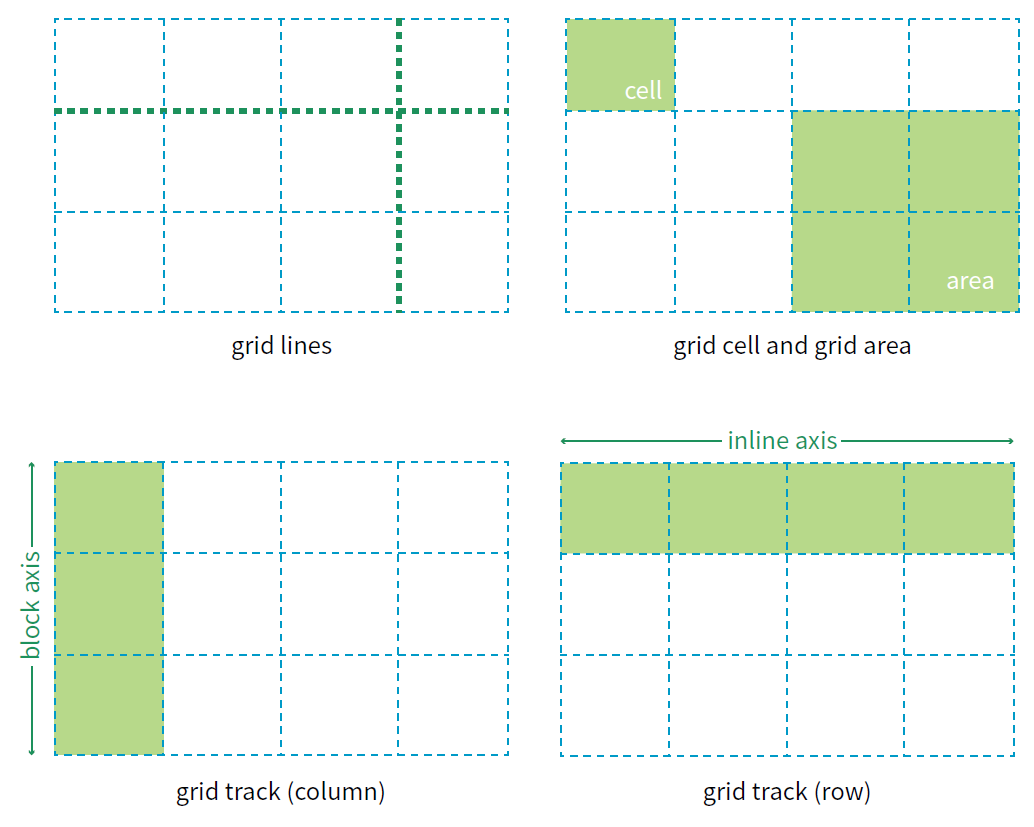 cell
area
grid lines
grid cell and grid area
inline axis
block axis
grid track (column)
grid track (row)